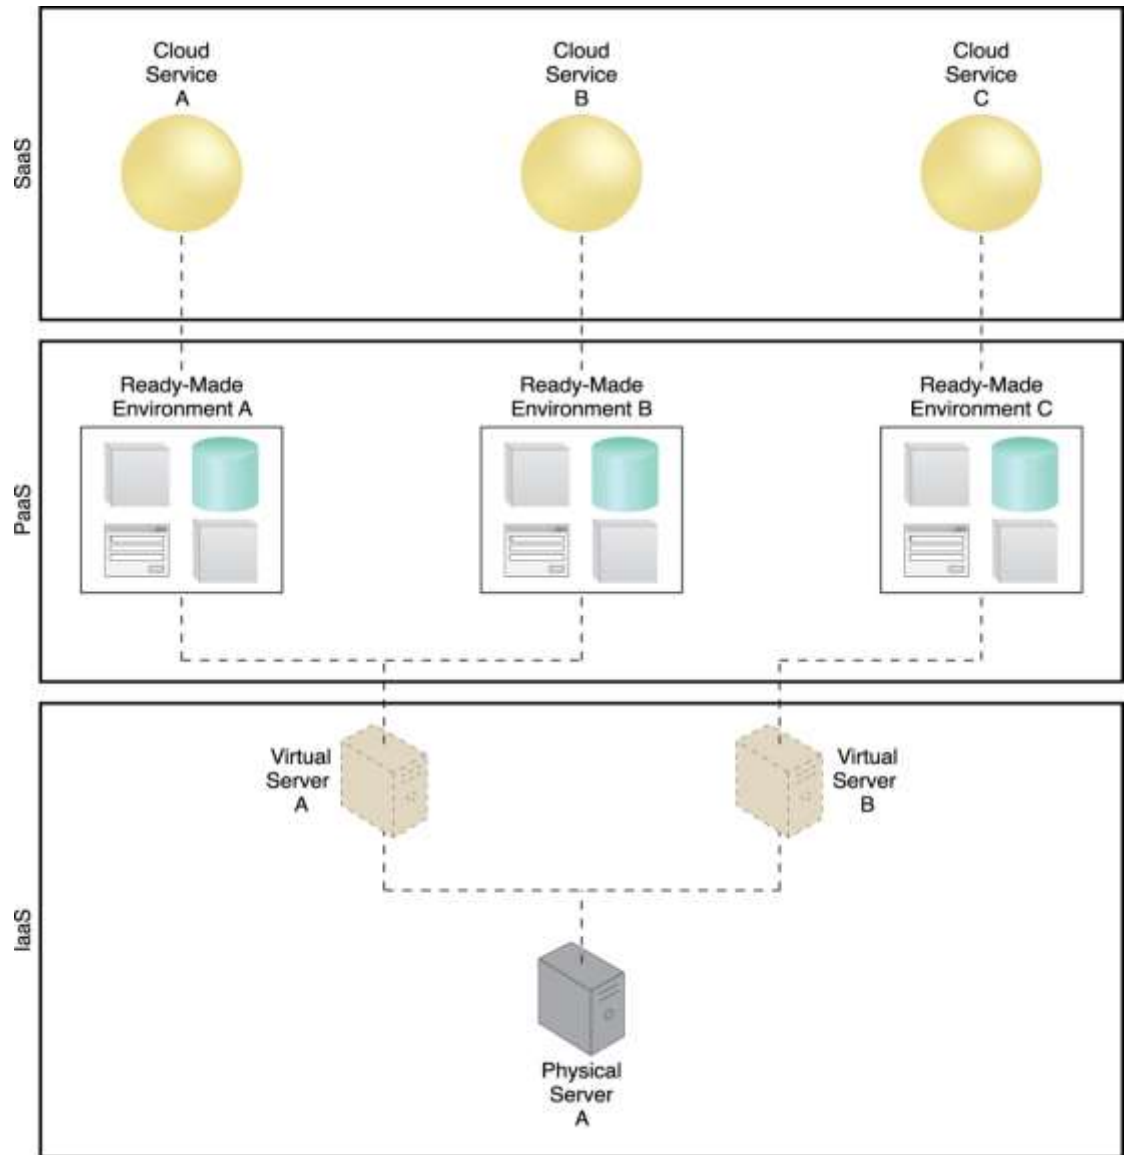 SaaS
Cloud
Service
A
Cloud
Service
B
Cloud
Service
C
PaaS
Ready-Made
Environment A
Ready-Made
Environment B
Ready-Made
Environment C
IaaS
Virtual
Server
A
Virtual
Server
B
Physical
Server
A